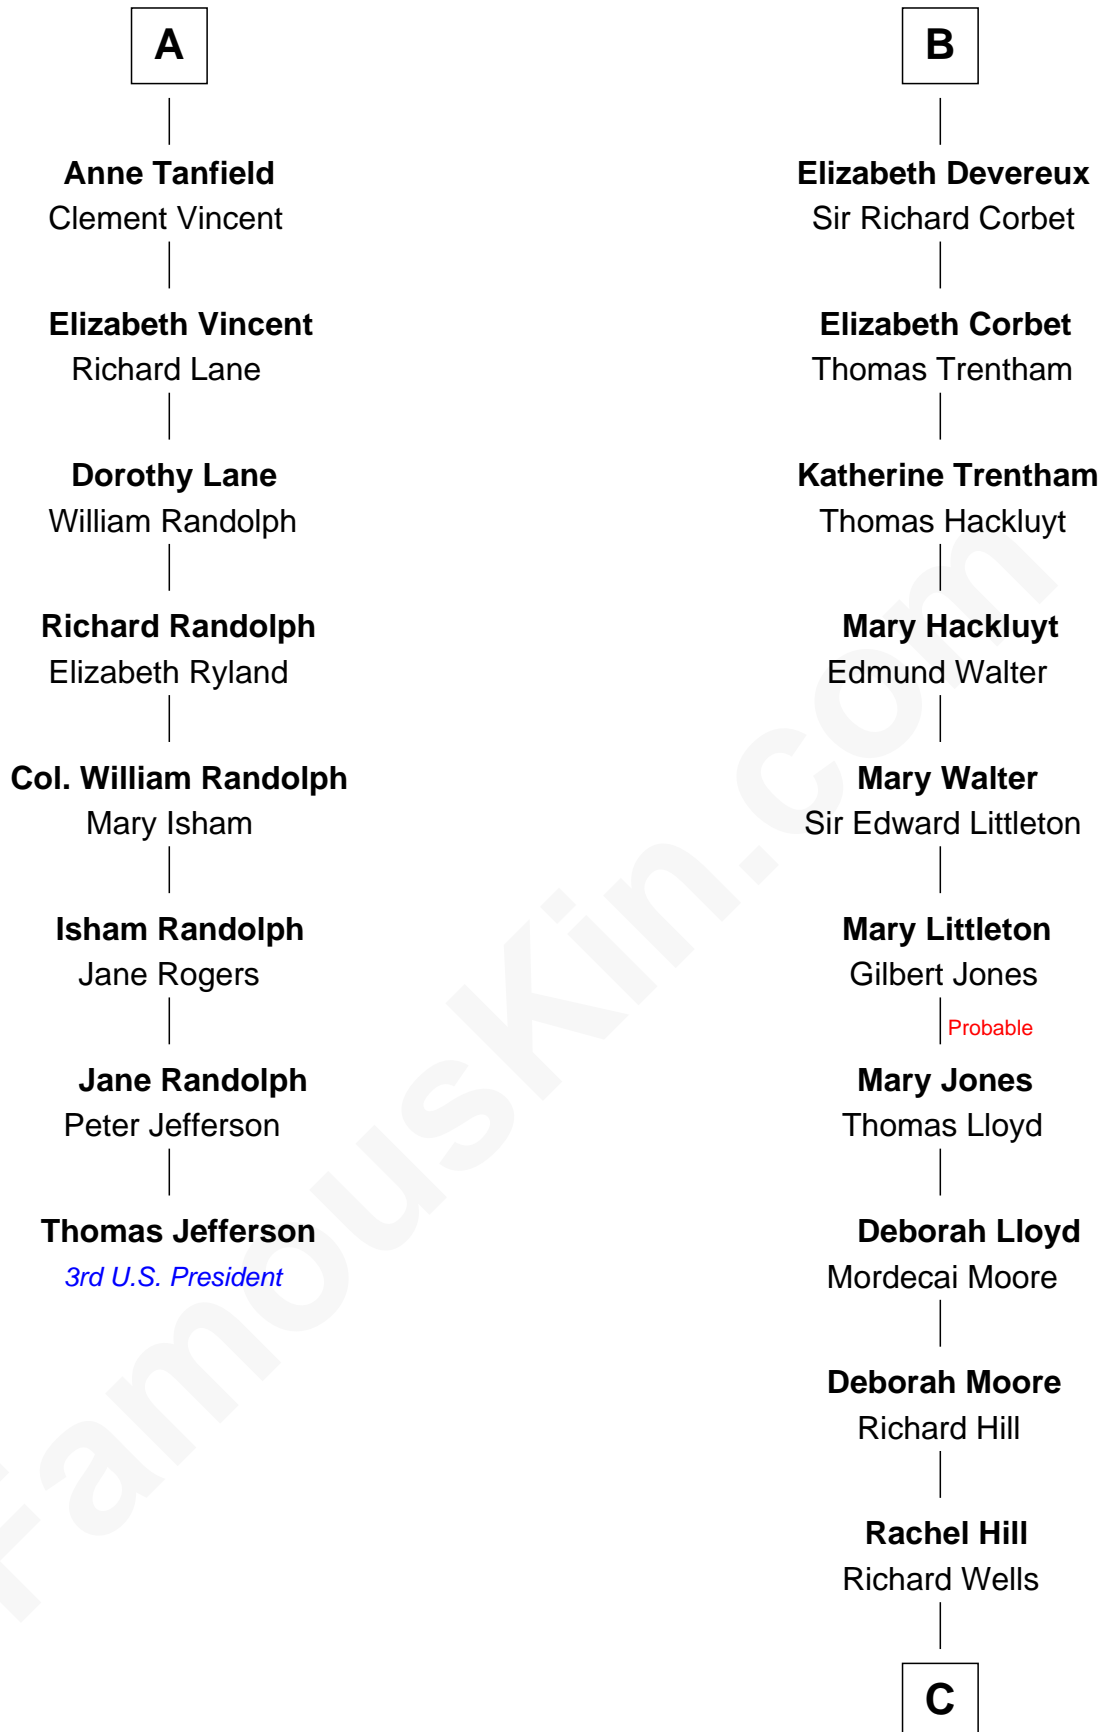 A
Anne Tanfield
Clement Vincent
Elizabeth Vincent
Richard Lane
Dorothy Lane
William Randolph
Richard Randolph
Elizabeth Ryland
Col. William Randolph
Mary Isham
Isham Randolph
Jane Rogers
Jane Randolph
Peter Jefferson
Thomas Jefferson
3rd U.S. President
B
Elizabeth Devereux
Sir Richard Corbet
Elizabeth Corbet
Thomas Trentham
Katherine Trentham
Thomas Hackluyt
Mary Hackluyt
Edmund Walter
Mary Walter
Sir Edward Littleton
Mary Littleton
Gilbert Jones
Probable
Mary Jones
Thomas Lloyd
Deborah Lloyd
Mordecai Moore
Deborah Moore
Richard Hill
Rachel Hill
Richard Wells
C
FamousKin.com